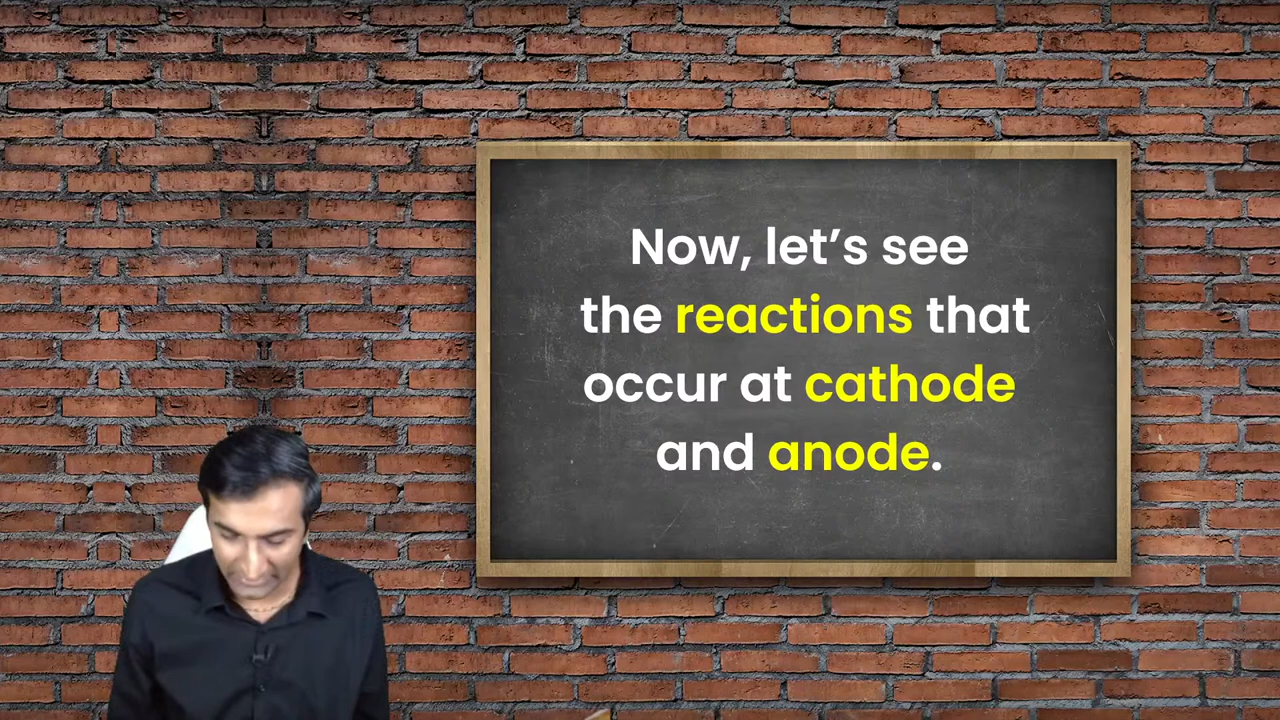 Now, let’s see
the reactions that
occur at cathode
and anode.